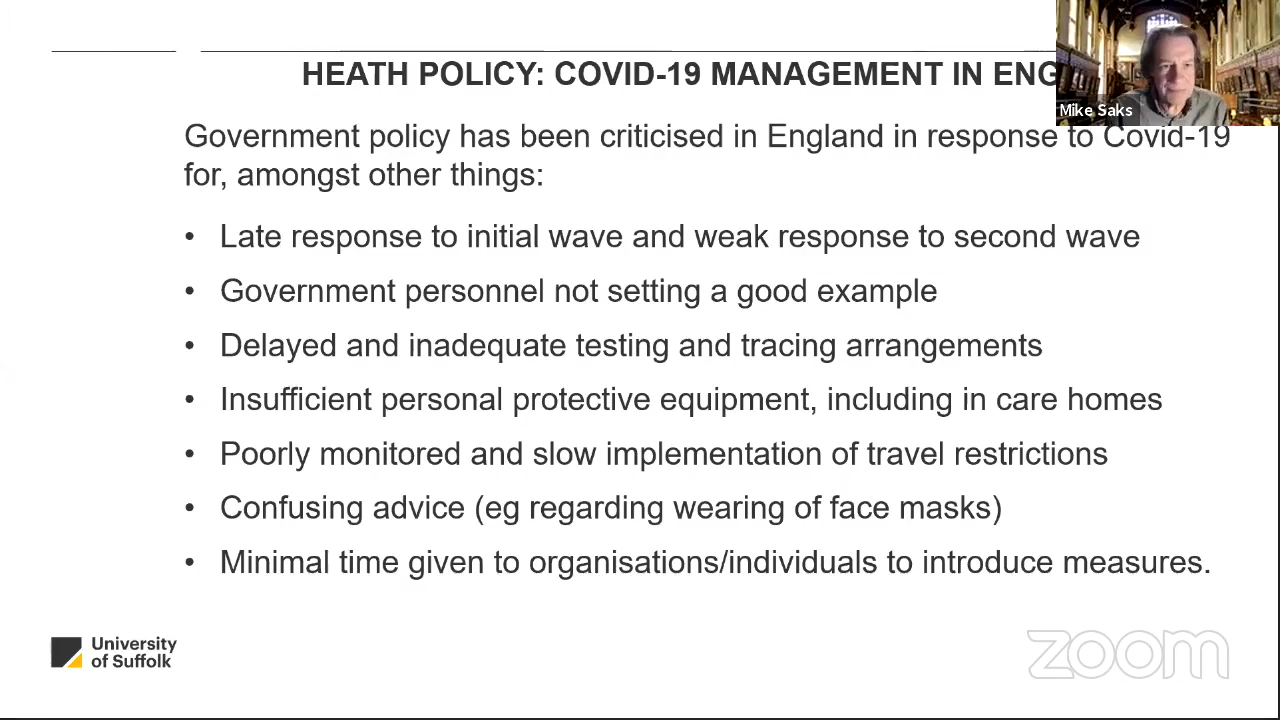 HEATH POLICY: COVID-19 MANAGEMENT IN ENG
Mike Saks
Government policy has been criticised in England in response to Covid-19
for, amongst other things:
• Late response to initial wave and weak response to second wave
• Government personnel not setting a good example
• Delayed and inadequate testing and tracing arrangements
• Insufficient personal protective equipment, including in care homes
• Poorly monitored and slow implementation of travel restrictions
• Confusing advice (eg regarding wearing of face masks)
• Minimal time given to organisations/individuals to introduce measures.
University
of Suffolk
zoom